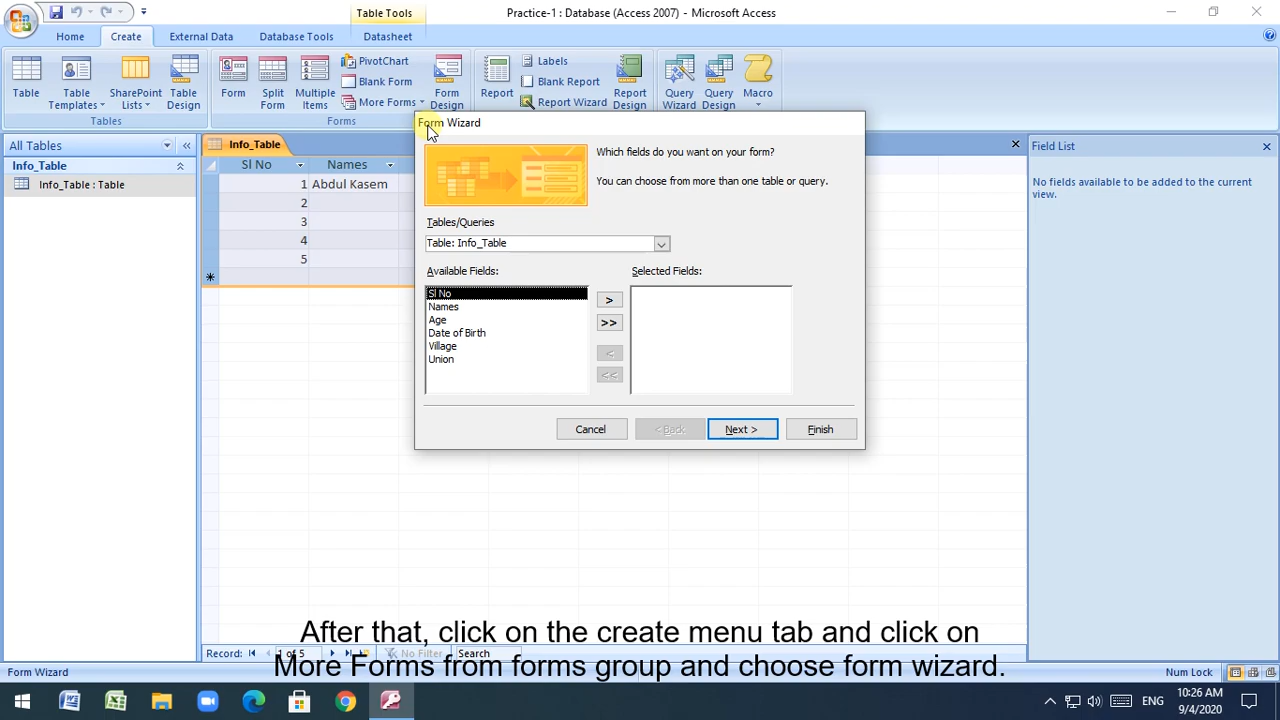 Table Tools
Practice-1 : Database (Access 2007) - Microsoft Access
Home
Create
External Data
Database Tools
Datasheet
Table
Table Templates
SharePoint Lists
Table Design
Tables
Form
Split Form
Multiple Items
PivotChart
Blank Form
More Forms
Form Design
Forms
Report
Labels
Blank Report
Report Wizard
Report Design
Query Wizard
Query Design
Macro
All Tables
Info_Table
Info_Table : Table
Info_Table
Sl No
Names
1 Abdul Kasem
2
3
4
5
Form Wizard
Which fields do you want on your form?
You can choose from more than one table or query.
Tables/Queries
Table: Info_Table
Available Fields:
Selected Fields:
Sl No
Names
Age
Date of Birth
Village
Union
>
>>
<
<<
Cancel
< Back
Next >
Finish
Field List
No fields available to be added to the current
view.
After that, click on the create menu tab and click on
More Forms from forms group and choose form wizard.
Record:
1 of 5
No Filter
Search
Form Wizard
Num Lock
ENG
10:26 AM
9/4/2020